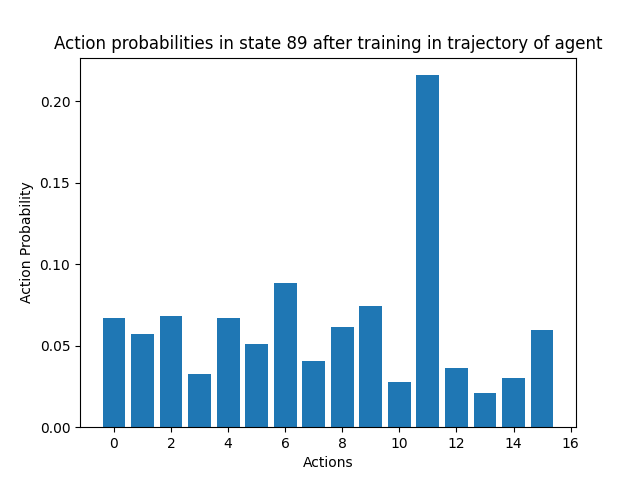 Action probabilities in state 89 after training in trajectory of agent
0.20
0.15
0.10
0.05
0.00
Action Probability
0 2 4 6 8 10 12 14 16
Actions